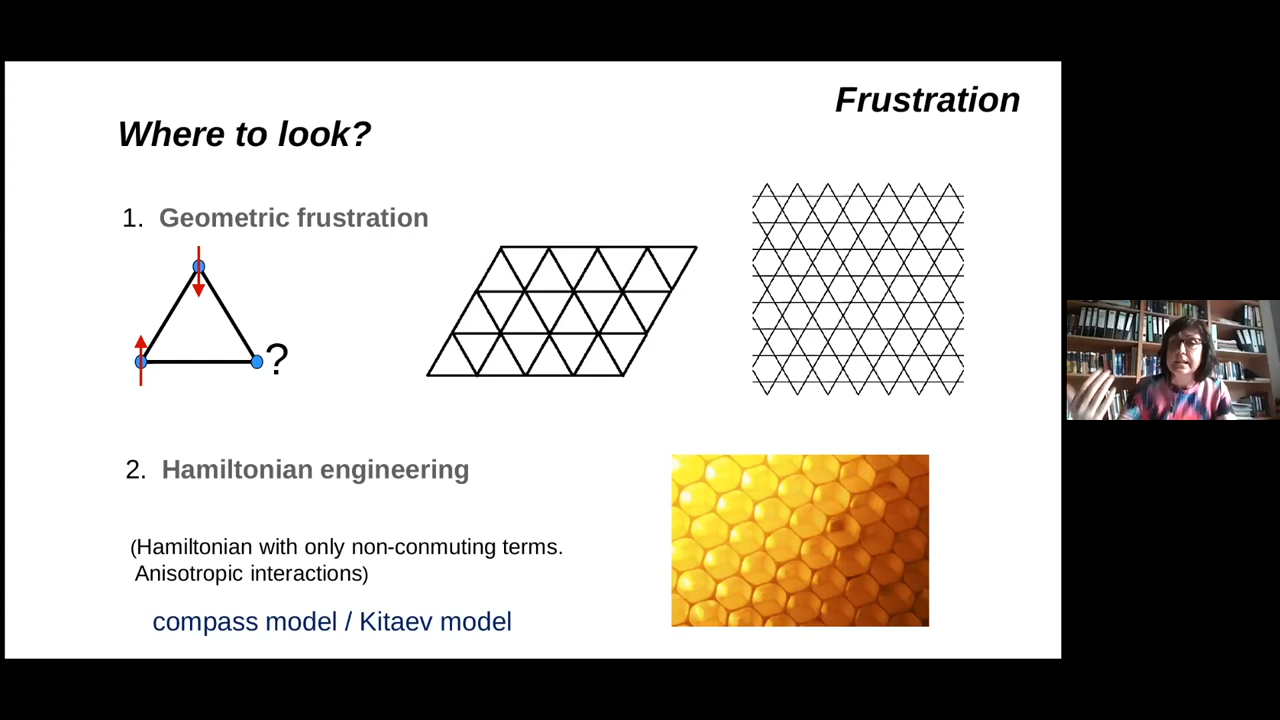 Frustration
Where to look?
1. Geometric frustration
?
2. Hamiltonian engineering
(Hamiltonian with only non-conmuting terms.
Anisotropic interactions)
compass model / Kitaev model